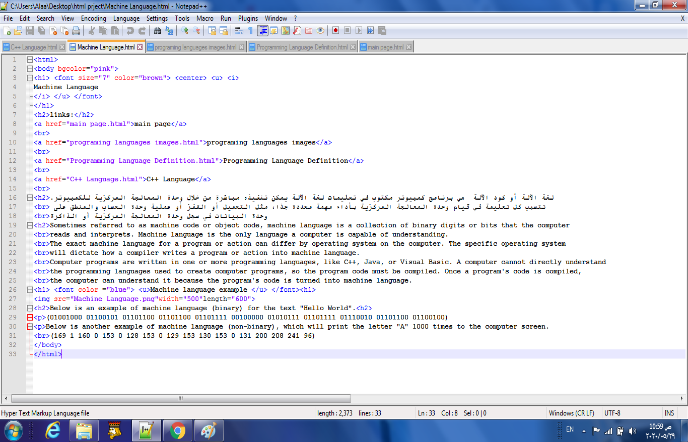 C:\Users\Alaa\Desktop\html prject\Machine Language.html - Notepad++
File Edit Search View Encoding Language Settings Tools Macro Run Plugins Window ?
C++ Language.html Machine Language.html programing languages images.html Programming Language Definition.html main page.html
1 <html>
2 <body bgcolor="pink">
3 <h1> <font size="7" color="brown"> <center> <u> <i>
4 Machine Language
5 </i> </u> </font>
6 </h1>
7 <h2>links:</h2>
8 <a href="main page.html">main page</a>
9 <br>
10 <a href="programing languages images.html">programing languages images</a>
11 <br>
12 <a href="Programming Language Definition.html">Programming Language Definition</a>
13 <br>
14 <a href="C++ Language.html">C++ Language</a>
15 <br>
16 <h2>لغة الآلة أو كود الآلة هي برنامج كمبيوتر مكتوب في تعليمات لغة الآلة يمكن تنفيذه مباشرة من خلال وحدة المعالجة المركزية للكمبيوتر.
17 <br>تتسبب كل تعليمة في قيام وحدة المعالجة المركزية بأداء مهمة محددة جدا، مثل التحميل أو القفز أو عملية وحدة الحساب والمنطق على
18 <br>وحدة البيانات في سجل وحدة المعالجة المركزية أو الذاكرة
19 <h2>Sometimes referred to as machine code or object code, machine language is a collection of binary digits or bits that the computer
20 <br>reads and interprets. Machine language is the only language a computer is capable of understanding.
21 <br>The exact machine language for a program or action can differ by operating system on the computer. The specific operating system
22 <br>will dictate how a compiler writes a program or action into machine language.
23 <br>Computer programs are written in one or more programming languages, like C++, Java, or Visual Basic. A computer cannot directly understand
24 <br>the programming languages used to create computer programs, so the program code must be compiled. Once a program's code is compiled,
25 <br>the computer can understand it because the program's code is turned into machine language.
26 <h1> <font color="blue"> <u>Machine language example </u> </font><h1>
27 <img src="Machine Language.png"width="500"length="600">
28 <h2>Below is an example of machine language (binary) for the text "Hello World".<h2>
29 <p>(01001000 01100101 01101100 01101100 01101111 00100000 01010111 01101111 01110010 01101100 01100100)
30 <p>Below is another example of machine language (non-binary), which will print the letter "A" 1000 times to the computer screen.
31 <br>(169 1 160 0 153 0 128 153 0 129 153 130 153 0 131 200 208 241 96)
32 </body>
33 </html>
Hyper Text Markup Language file length : 2,373 lines : 33 Ln : 33 Col : 8 Sel : 0 | 0 Windows (CR LF) UTF-8 INS
EN 10:59 ص
٢٠٢٠/٠٥/٢٩